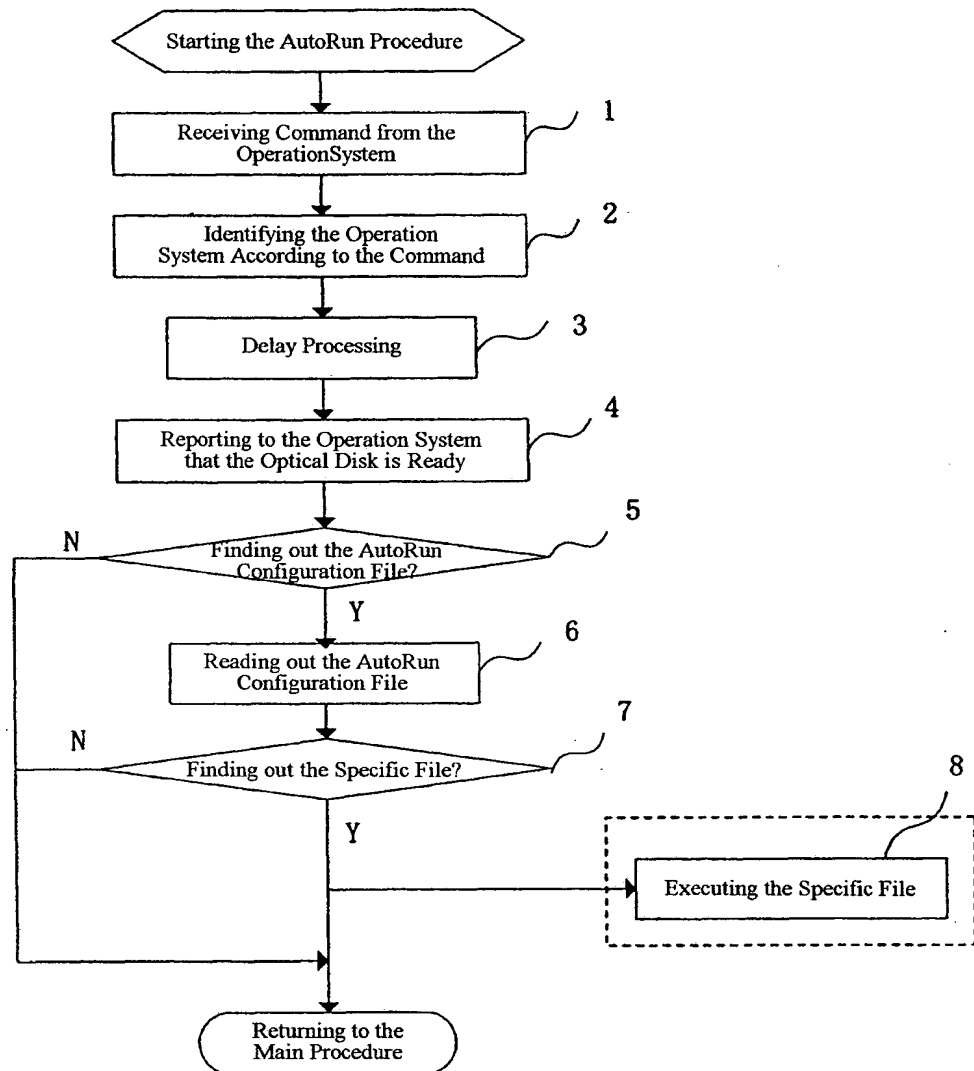 Starting the AutoRun Procedure
1
Receiving Command from the
OperationSystem
2
Identifying the Operation
System According to the Command
3
Delay Processing
4
Reporting to the Operation System
that the Optical Disk is Ready
5
N
Finding out the AutoRun
Configuration File?
Y
6
Reading out the AutoRun
Configuration File
7
N
Finding out the Specific File?
Y
8
Executing the Specific File
Returning to the
Main Procedure